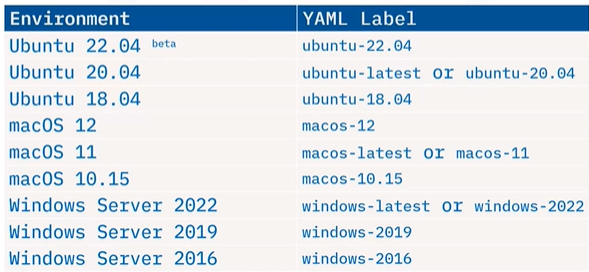 Environment YAML Label
Ubuntu 22.04 beta ubuntu-22.04
Ubuntu 20.04 ubuntu-latest or ubuntu-20.04
Ubuntu 18.04 ubuntu-18.04
macOS 12 macos-12
macOS 11 macos-latest or macos-11
macOS 10.15 macos-10.15
Windows Server 2022 windows-latest or windows-2022
Windows Server 2019 windows-2019
Windows Server 2016 windows-2016